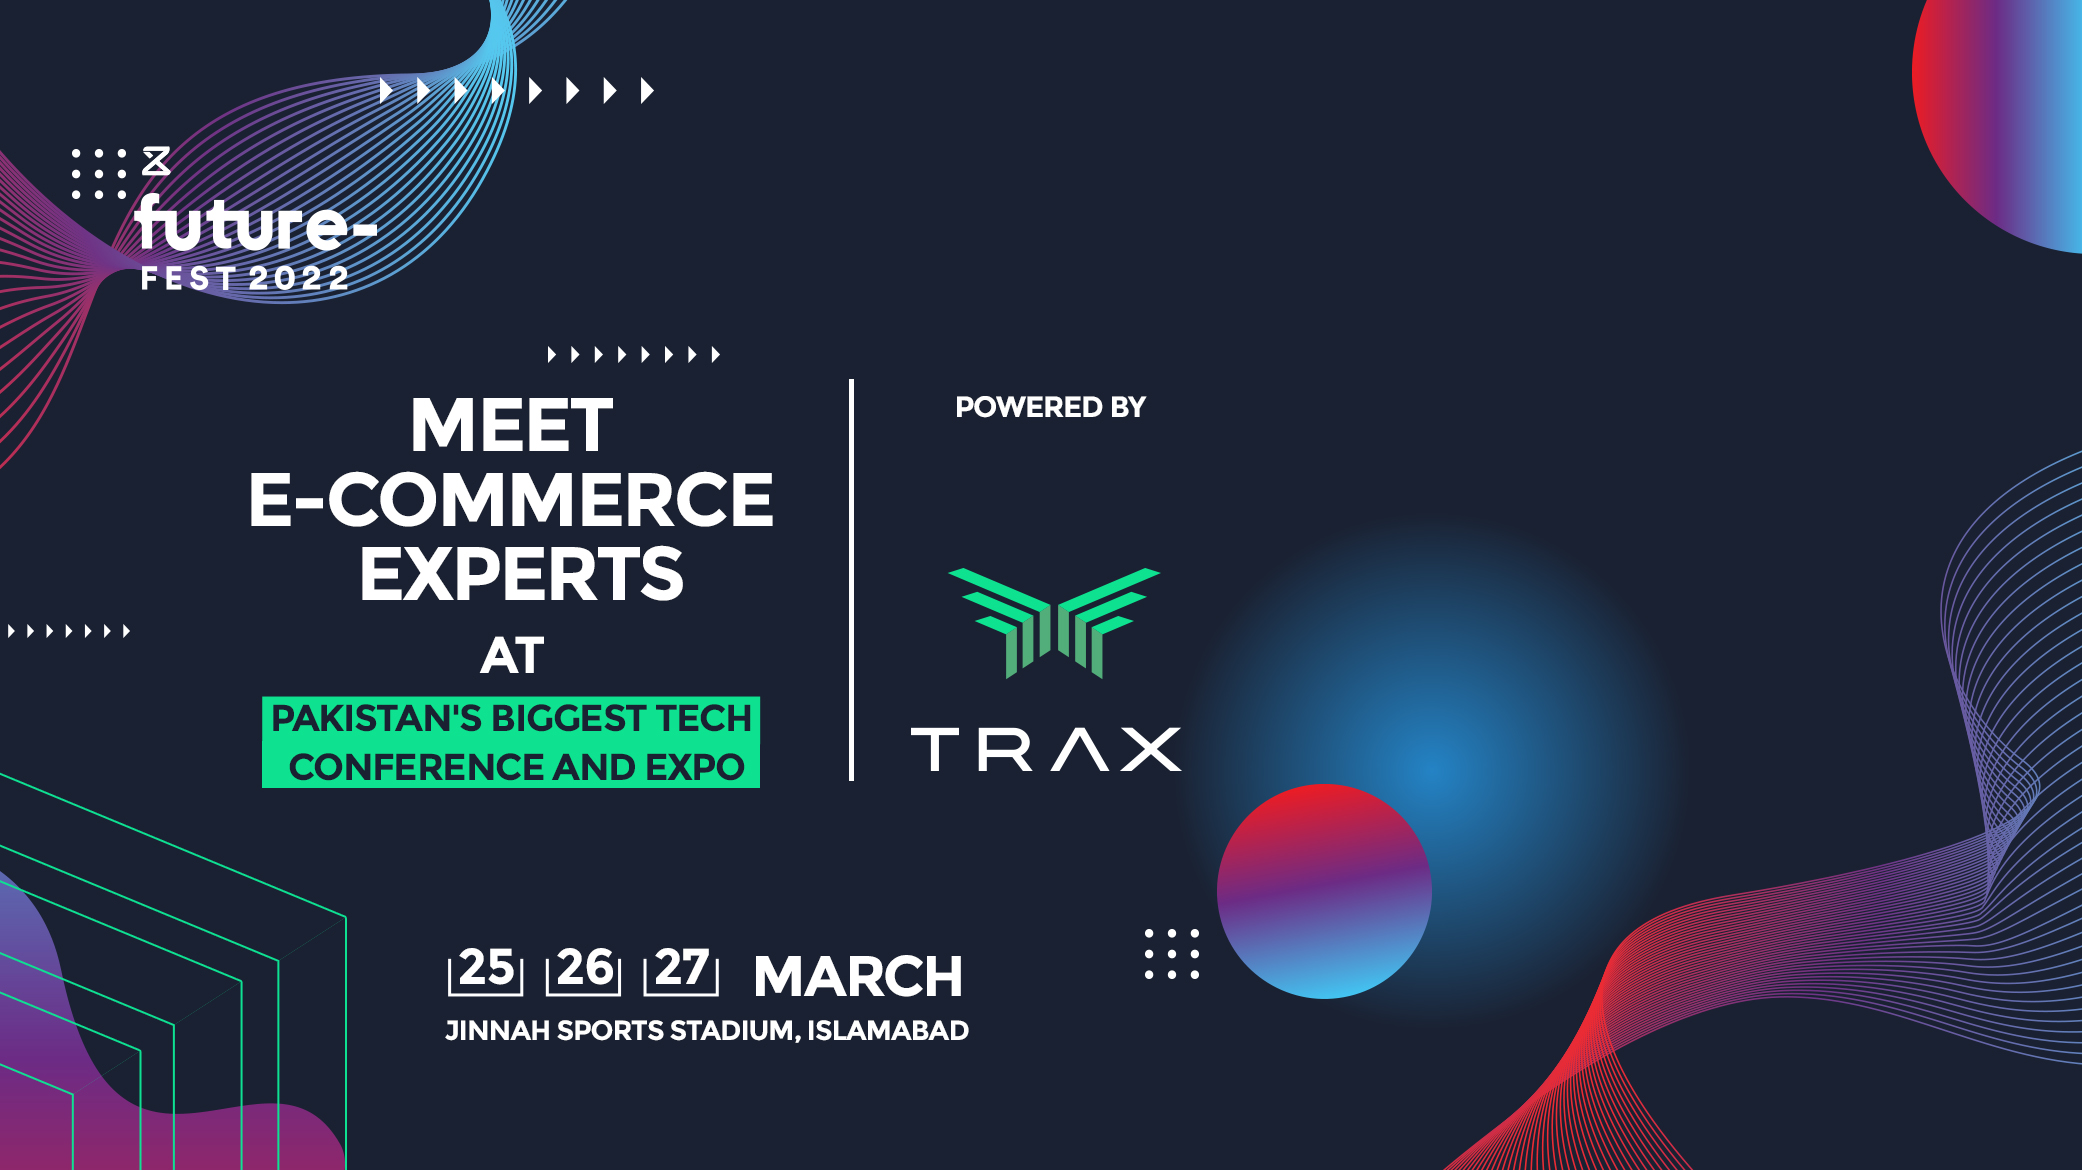 future-
FEST 2022
MEET
E-COMMERCE
EXPERTS
AT
PAKISTAN'S BIGGEST TECH
CONFERENCE AND EXPO
POWERED BY
TRAX
25 26 27 MARCH
JINNAH SPORTS STADIUM, ISLAMABAD